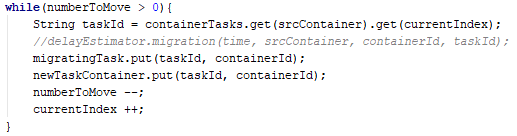 while(numberToMove > 0){
String taskId = containerTasks.get(srcContainer).get(currentIndex);
//delayEstimator.migration(time, srcContainer, containerId, taskId);
migratingTask.put(taskId, containerId);
newTaskContainer.put(taskId, containerId);
numberToMove --;
currentIndex ++;
}